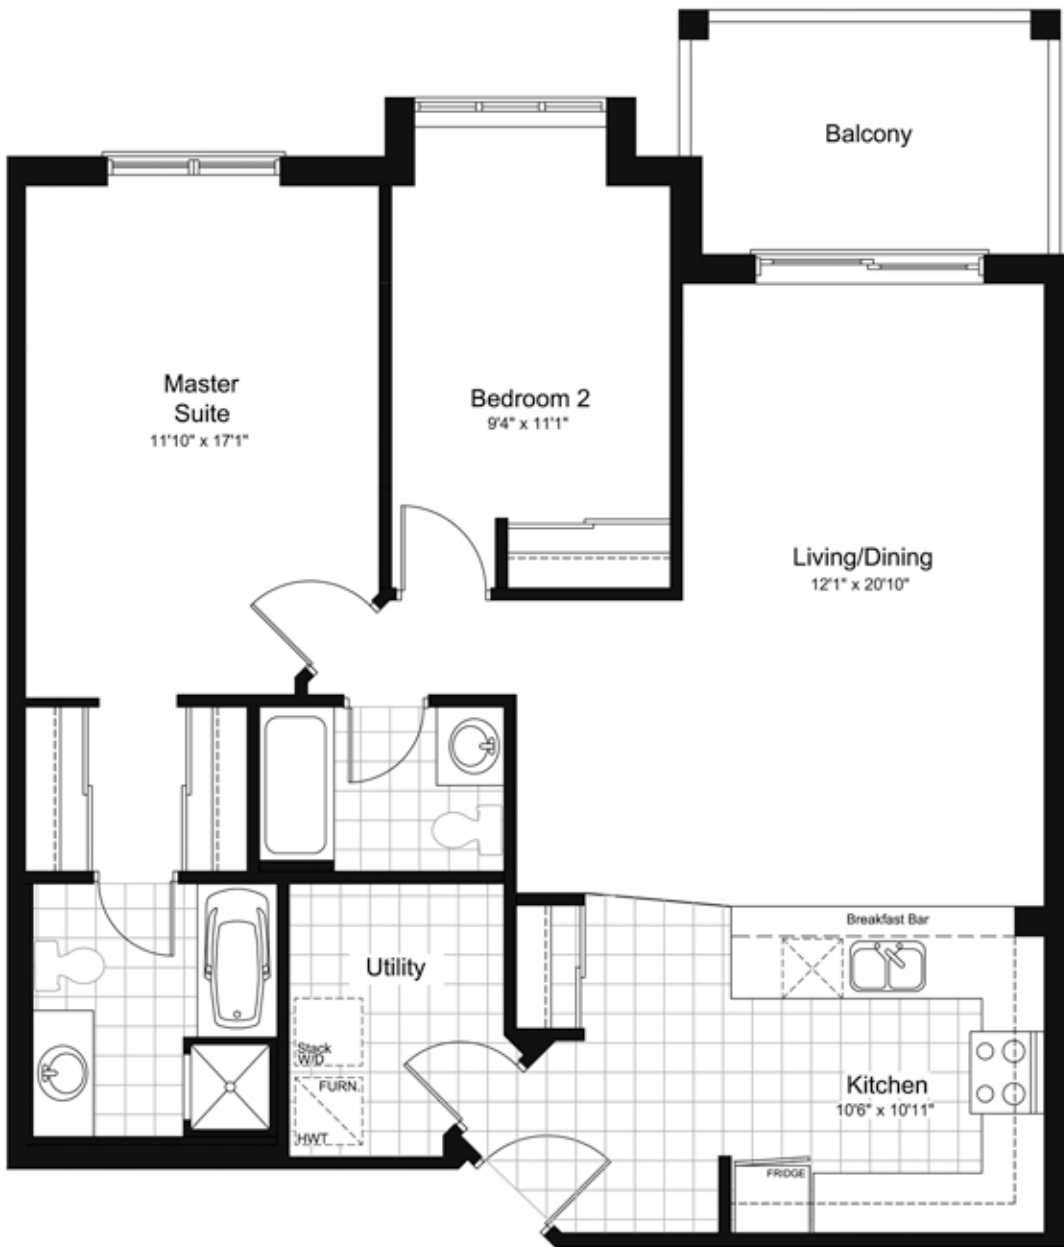 Balcony
Master
Suite
11'10" x 17'1"
Bedroom 2
9'4" x 11'1"
Living/Dining
12'1" x 20'10"
Breakfast Bar
Utility
Stack
W/D
FURN.
HWT
Kitchen
10'6" x 10'11"
FRIDGE